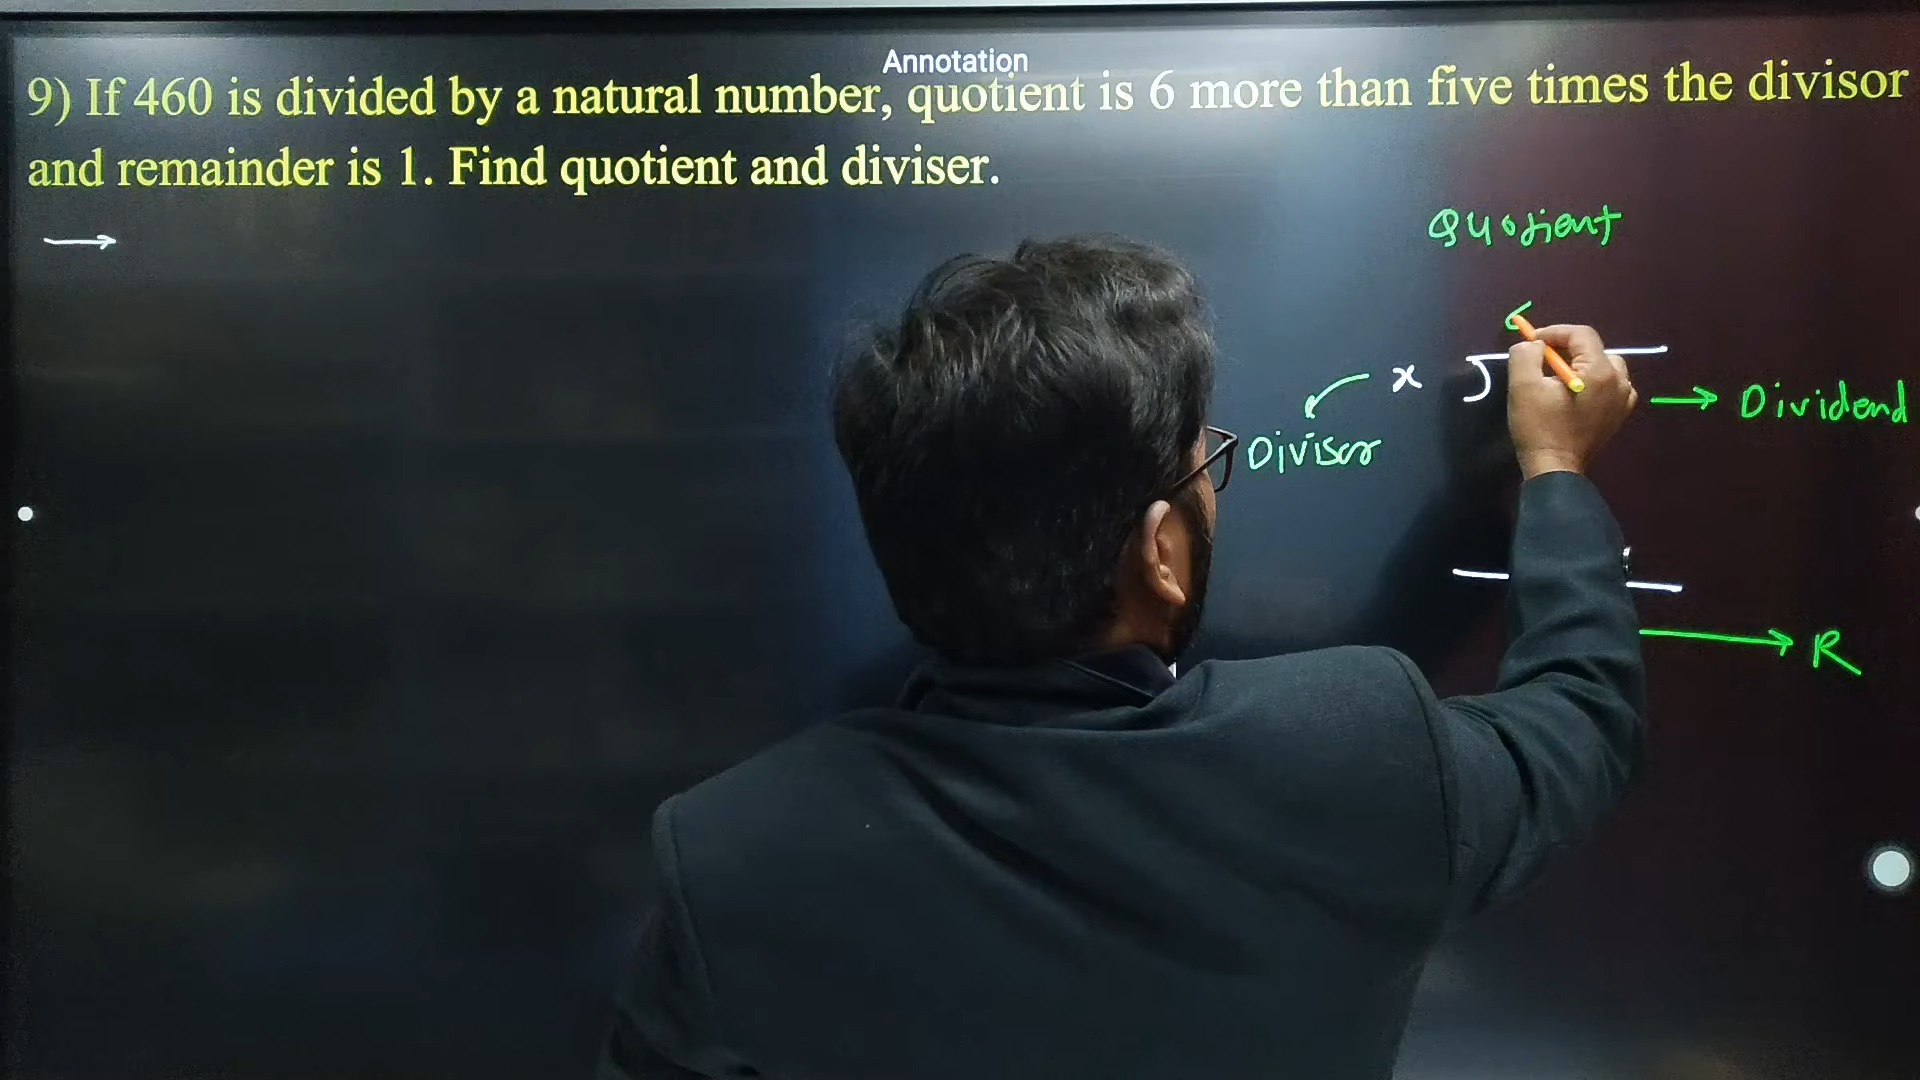 Annotation
9) If 460 is divided by a natural number, quotient is 6 more than five times the divisor
and remainder is 1. Find quotient and diviser.
Quotient
x
Dividend
Divisor
R